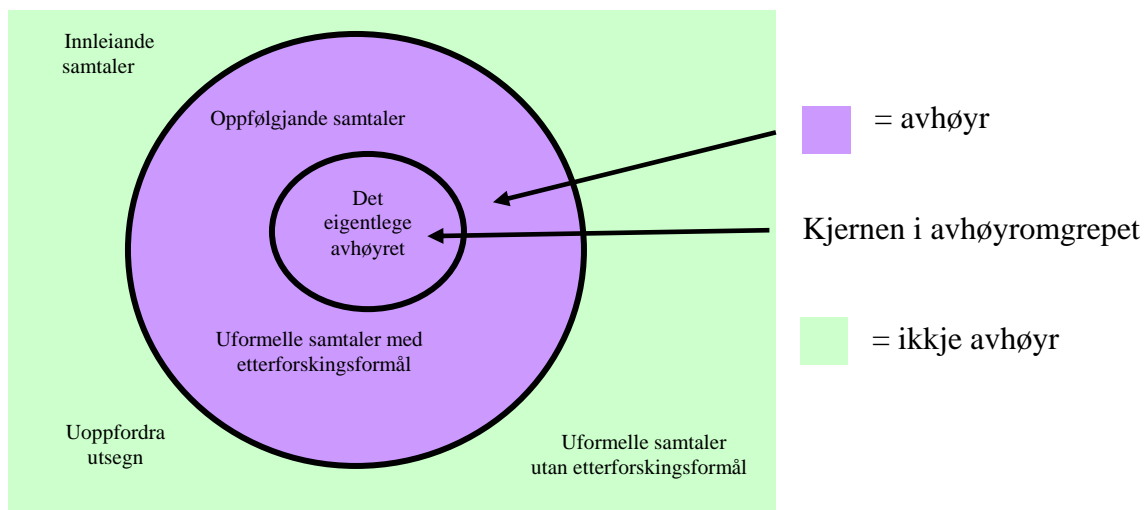 Innleiande
samtaler
Oppfølgjande samtaler
Det
eigentlege
avhøyret
Uformelle samtaler med
etterforskingsformål
Uoppfordra
utsegn
Uformelle samtaler
utan etterforskingsformål
= avhøyr
Kjernen i avhøyromgrepet
= ikkje avhøyr